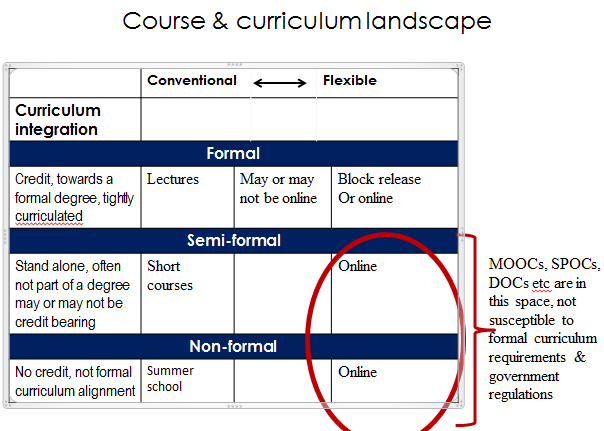 Course & curriculum landscape
Conventional
Flexible
Curriculum
integration
Formal
Credit, towards a
formal degree, tightly
curriculated
Lectures
May or may
not be online
Block release
Or online
Semi-formal
Stand alone, often
not part of a degree
may or may not be
credit bearing
Short
courses
Online
Non-formal
No credit, not formal
curriculum alignment
Summer
school
Online
MOOCs, SPOCs,
DOCs etc are in
this space, not
susceptible to
formal curriculum
requirements &
government
regulations